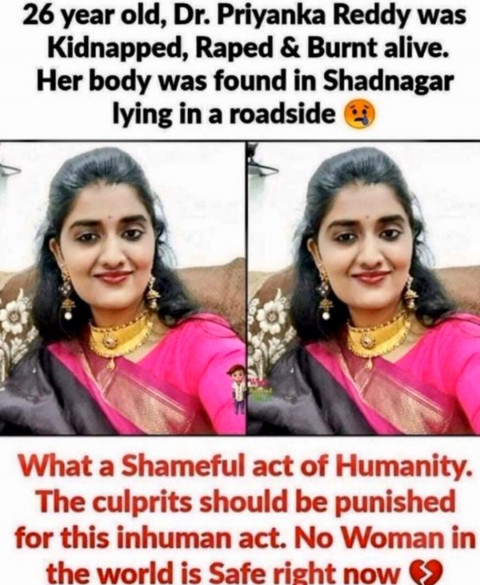 26 year old, Dr. Priyanka Reddy was
Kidnapped, Raped & Burnt alive.
Her body was found in Shadnagar
lying in a roadside 😢
What a Shameful act of Humanity.
The culprits should be punished
for this inhuman act. No Woman in
the world is Safe right now 💔